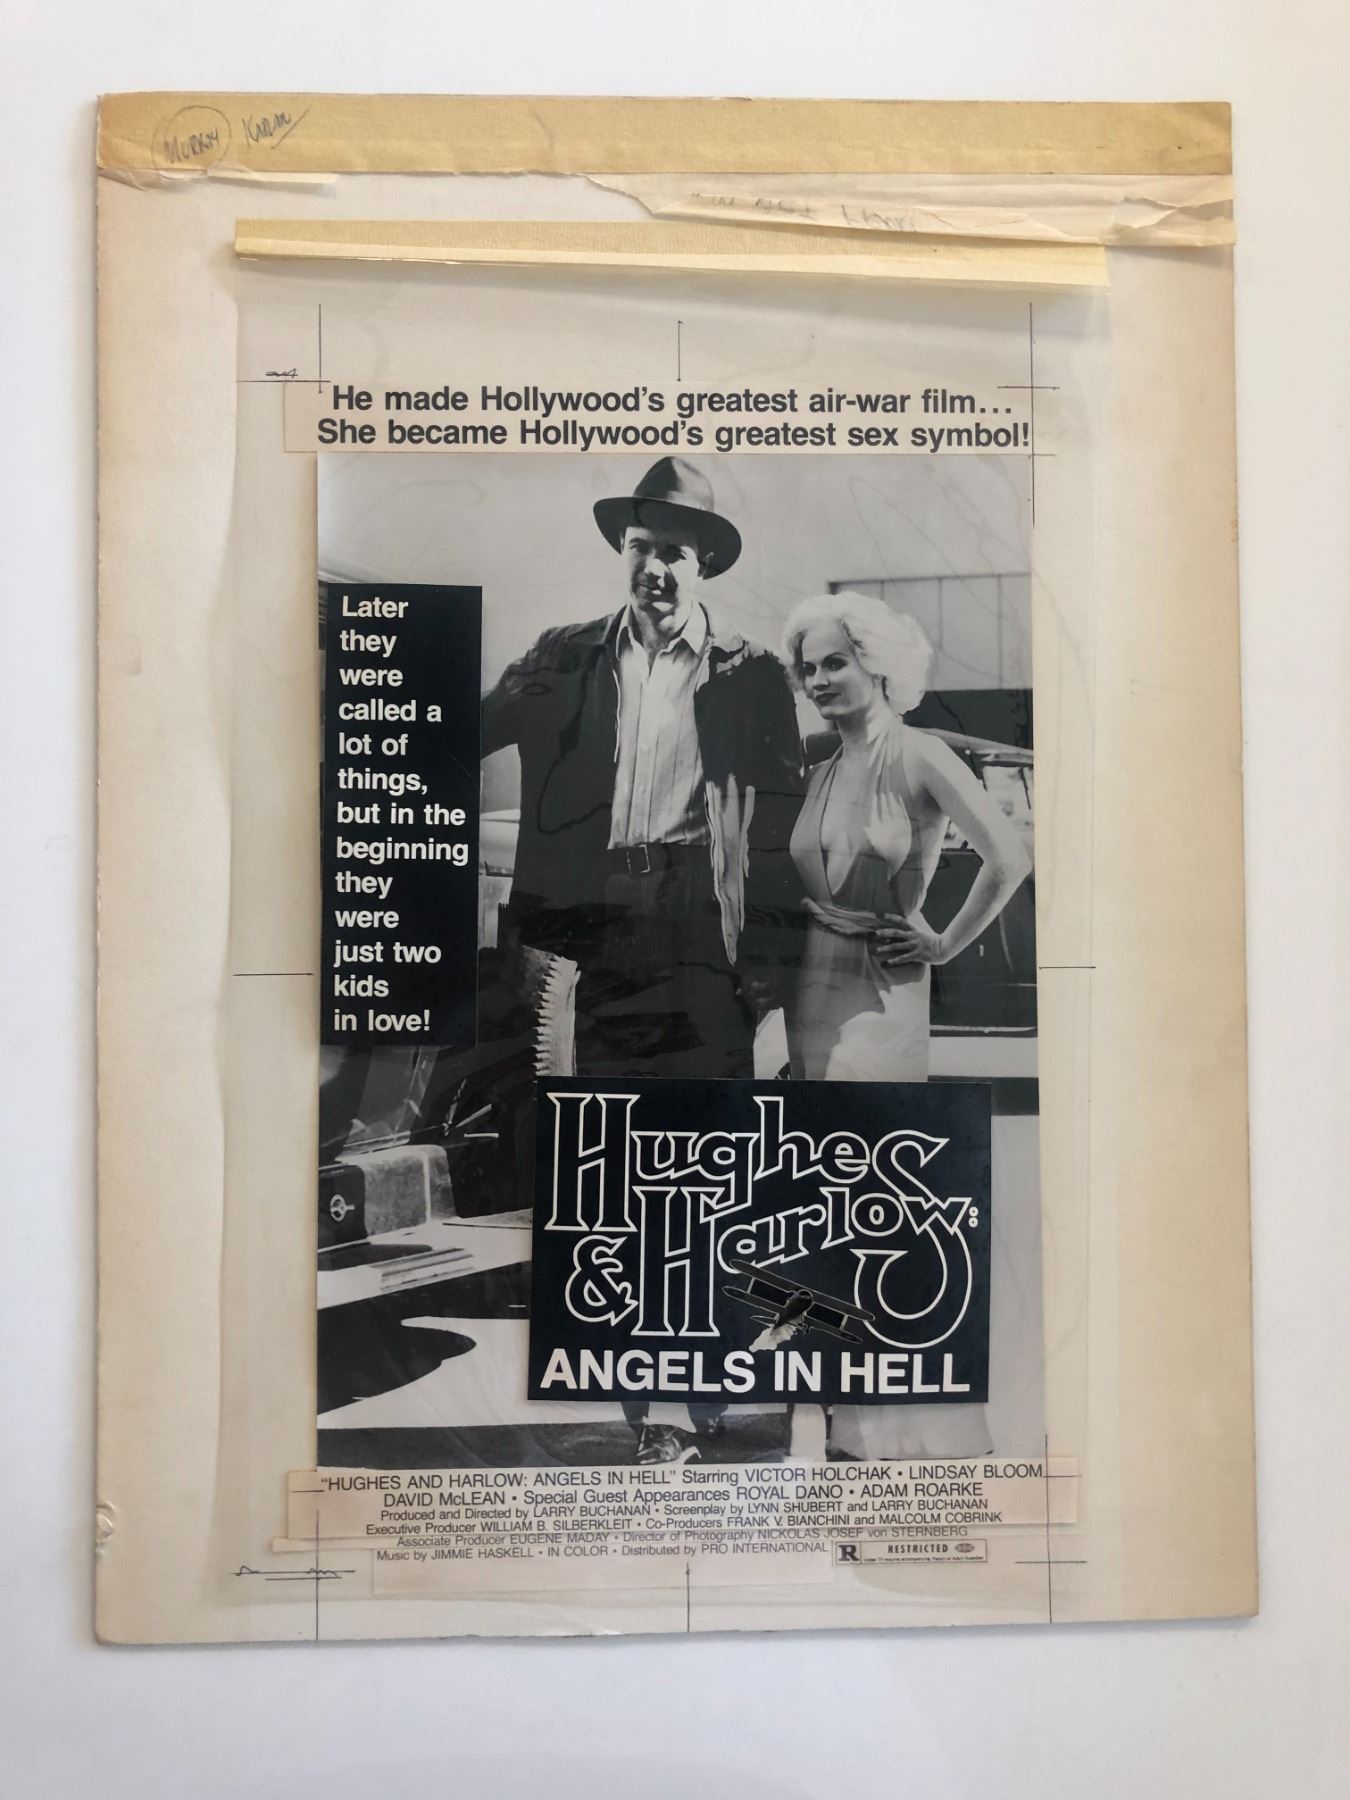 MURRAY KAPLAN
He made Hollywood's greatest air-war film...
She became Hollywood's greatest sex symbol!
Later
they
were
called a
lot of
things,
but in the
beginning
they
were
just two
kids
in love!
Hughes
& Harlow:
ANGELS IN HELL
"HUGHES AND HARLOW: ANGELS IN HELL" Starring VICTOR HOLCHAK • LINDSAY BLOOM
DAVID McLEAN • Special Guest Appearances ROYAL DANO • ADAM ROARKE
Produced and Directed by LARRY BUCHANAN • Screenplay by LYNN SHUBERT and LARRY BUCHANAN
Executive Producer WILLIAM B. SILBERKLEIT • Co-Producers FRANK V. BIANCHINI and MALCOLM COBRINK
Associate Producer EUGENE MADAY • Director of Photography NICKOLAS JOSEF von STERNBERG
Music by JIMMIE HASKELL • IN COLOR • Distributed by PRO INTERNATIONAL
R RESTRICTED